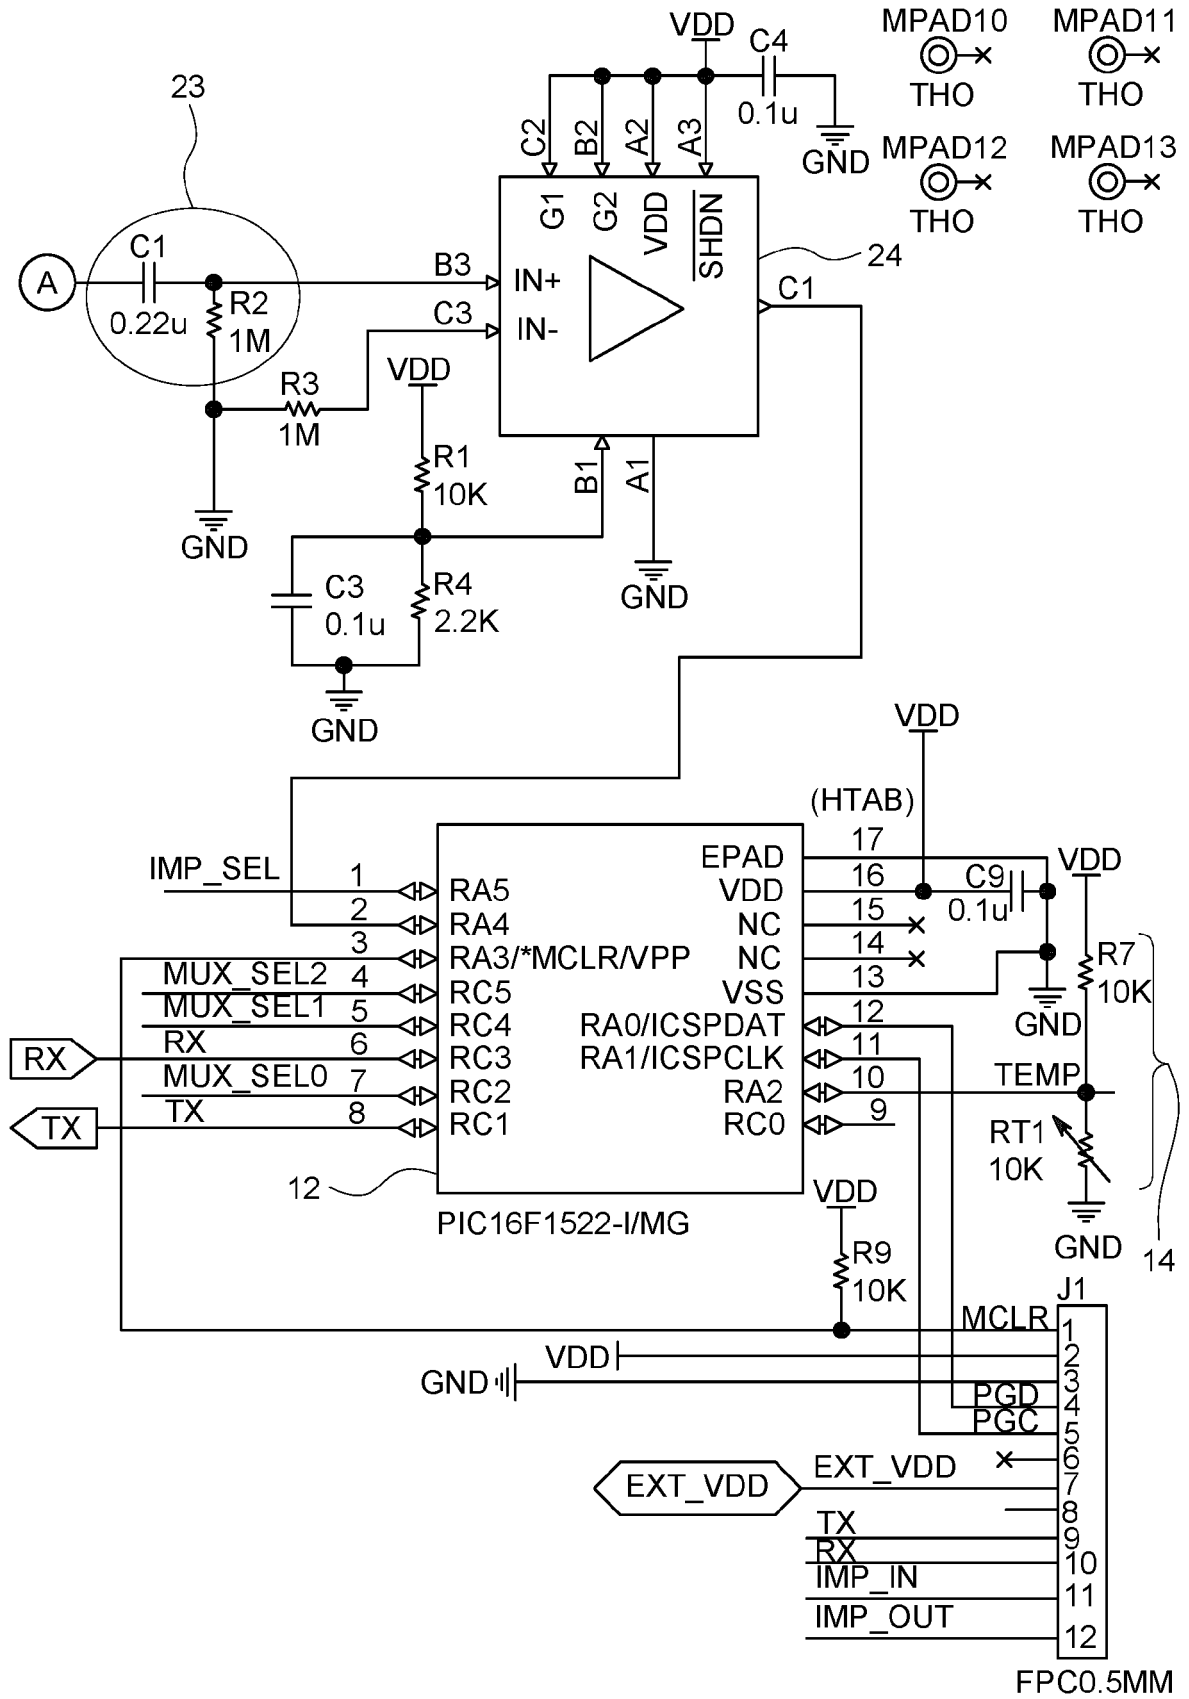 VDD
C4
0.1u
GND
MPAD10
THO
MPAD11
THO
MPAD12
THO
MPAD13
THO
23
C2
B2
A2
A3
G1
G2
VDD
SHDN
24
A
C1
0.22u
R2
1M
B3
IN+
C3
IN-
C1
R3
1M
GND
VDD
R1
10K
B1
A1
GND
C3
0.1u
R4
2.2K
GND
VDD
(HTAB)
IMP_SEL 1 RA5
2 RA4
3 RA3/*MCLR/VPP
MUX_SEL2 4 RC5
MUX_SEL1 5 RC4
RX RX 6 RC3
MUX_SEL0 7 RC2
TX TX 8 RC1
EPAD 17
VDD 16
NC 15
NC 14
VSS 13
RA0/ICSPDAT 12
RA1/ICSPCLK 11
RA2 10
RC0 9
C9
0.1u
GND
VDD
R7
10K
TEMP
RT1
10K
GND
14
12
PIC16F1522-I/MG
VDD
R9
10K
J1
MCLR 1
VDD 2
GND 3
PGD 4
PGC 5
6
EXT_VDD EXT_VDD 7
8
TX 9
RX 10
IMP_IN 11
IMP_OUT 12
FPC0.5MM